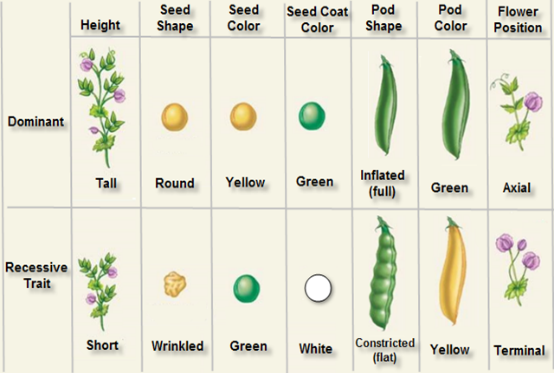 Height
Seed
Shape
Seed
Color
Seed Coat
Color
Pod
Shape
Pod
Color
Flower
Position
Dominant
Tall
Round
Yellow
Green
Inflated
(full)
Green
Axial
Recessive
Trait
Short
Wrinkled
Green
White
Constricted
(flat)
Yellow
Terminal